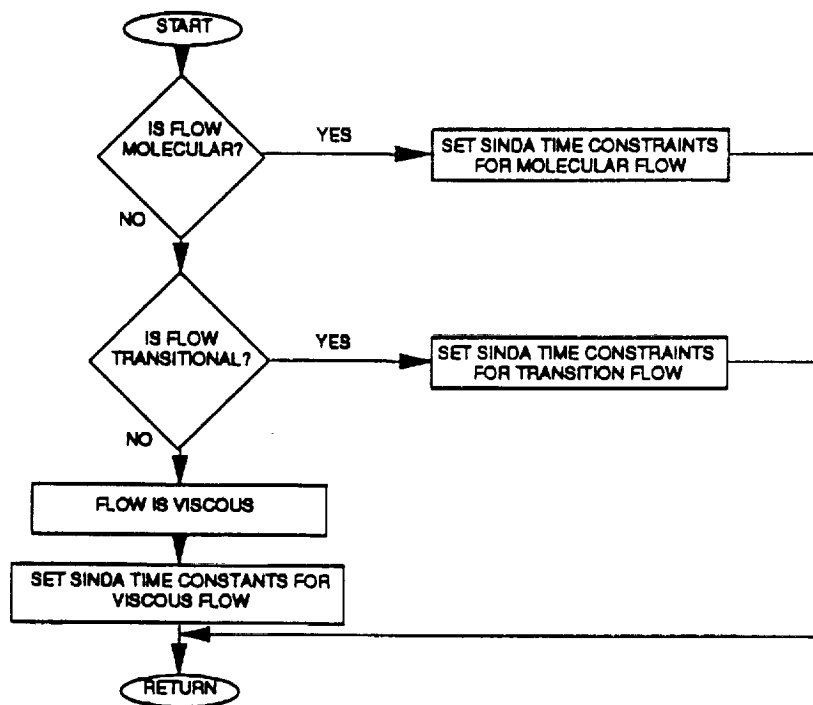 START
IS FLOW
MOLECULAR?
YES
SET SINDA TIME CONSTRAINTS
FOR MOLECULAR FLOW
NO
IS FLOW
TRANSITIONAL?
YES
SET SINDA TIME CONSTRAINTS
FOR TRANSITION FLOW
NO
FLOW IS VISCOUS
SET SINDA TIME CONSTANTS FOR
VISCOUS FLOW
RETURN